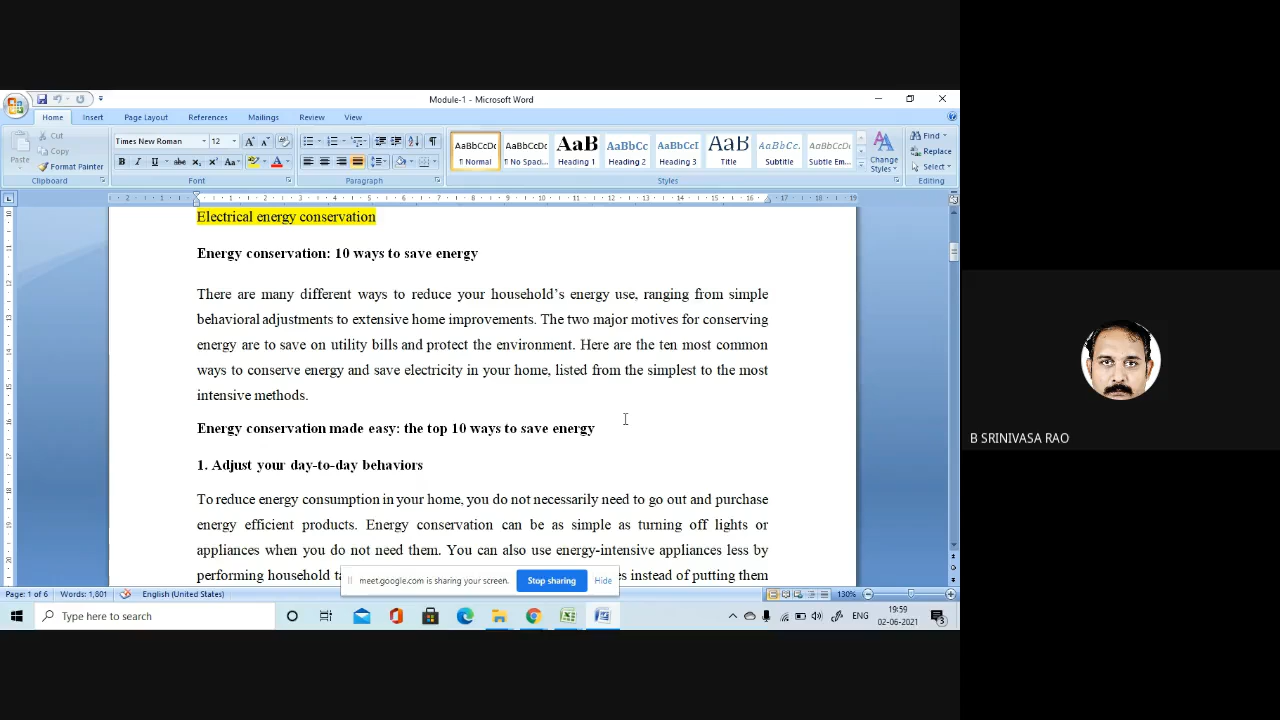 Module-1 - Microsoft Word
Home Insert Page Layout References Mailings Review View
Cut
Copy
Format Painter
Paste
Clipboard
Times New Roman 12
Font
Paragraph
AaBbCcDc AaBbCcDc AaB AaBbCc AaBbCcI AaB AaBbCc. AaBbCcDc
¶ Normal ¶ No Spaci... Heading 1 Heading 2 Heading 3 Title Subtitle Subtle Em...
Change Styles
Styles
Find
Replace
Select
Editing
Electrical energy conservation
Energy conservation: 10 ways to save energy
There are many different ways to reduce your household’s energy use, ranging from simple
behavioral adjustments to extensive home improvements. The two major motives for conserving
energy are to save on utility bills and protect the environment. Here are the ten most common
ways to conserve energy and save electricity in your home, listed from the simplest to the most
intensive methods.
Energy conservation made easy: the top 10 ways to save energy
1. Adjust your day-to-day behaviors
To reduce energy consumption in your home, you do not necessarily need to go out and purchase
energy efficient products. Energy conservation can be as simple as turning off lights or
appliances when you do not need them. You can also use energy-intensive appliances less by
performing household ta es instead of putting them
meet.google.com is sharing your screen. Stop sharing Hide
Page: 1 of 6 Words: 1,801 English (United States) 130%
Type here to search
ENG
19:59
02-06-2021
3
B SRINIVASA RAO